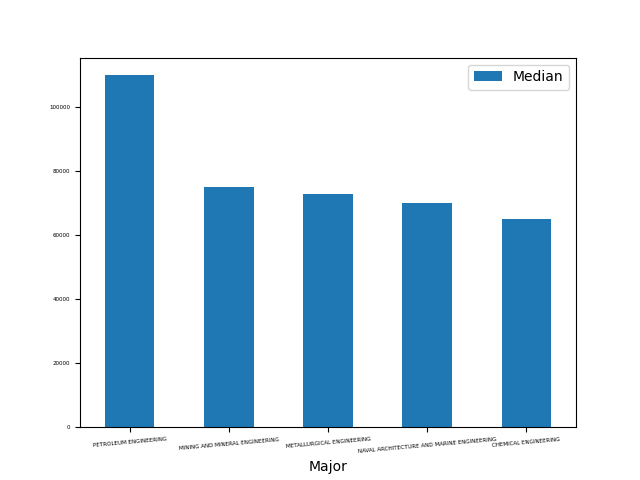 Median
100000
80000
60000
40000
20000
0
PETROLEUM ENGINEERING
MINING AND MINERAL ENGINEERING
METALLURGICAL ENGINEERING
NAVAL ARCHITECTURE AND MARINE ENGINEERING
CHEMICAL ENGINEERING
Major